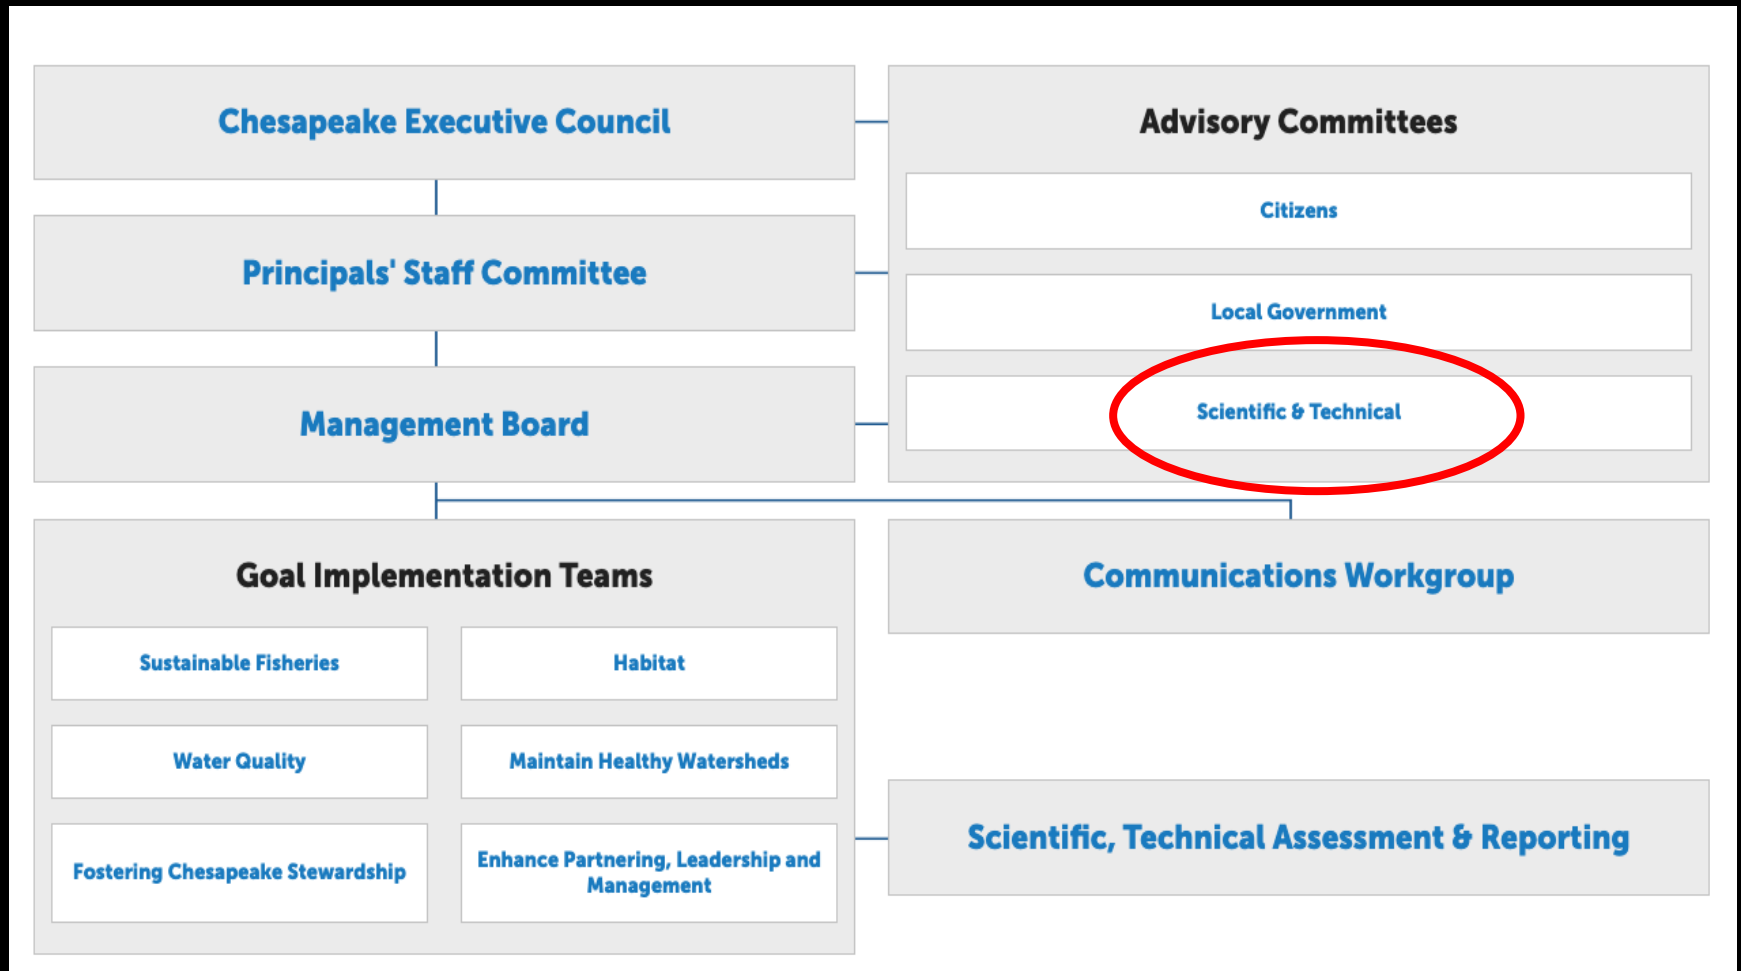 Chesapeake Executive Council
Principals' Staff Committee
Management Board
Advisory Committees
Citizens
Local Government
Scientific & Technical
Goal Implementation Teams
Sustainable Fisheries
Habitat
Water Quality
Maintain Healthy Watersheds
Fostering Chesapeake Stewardship
Enhance Partnering, Leadership and
Management
Communications Workgroup
Scientific, Technical Assessment & Reporting